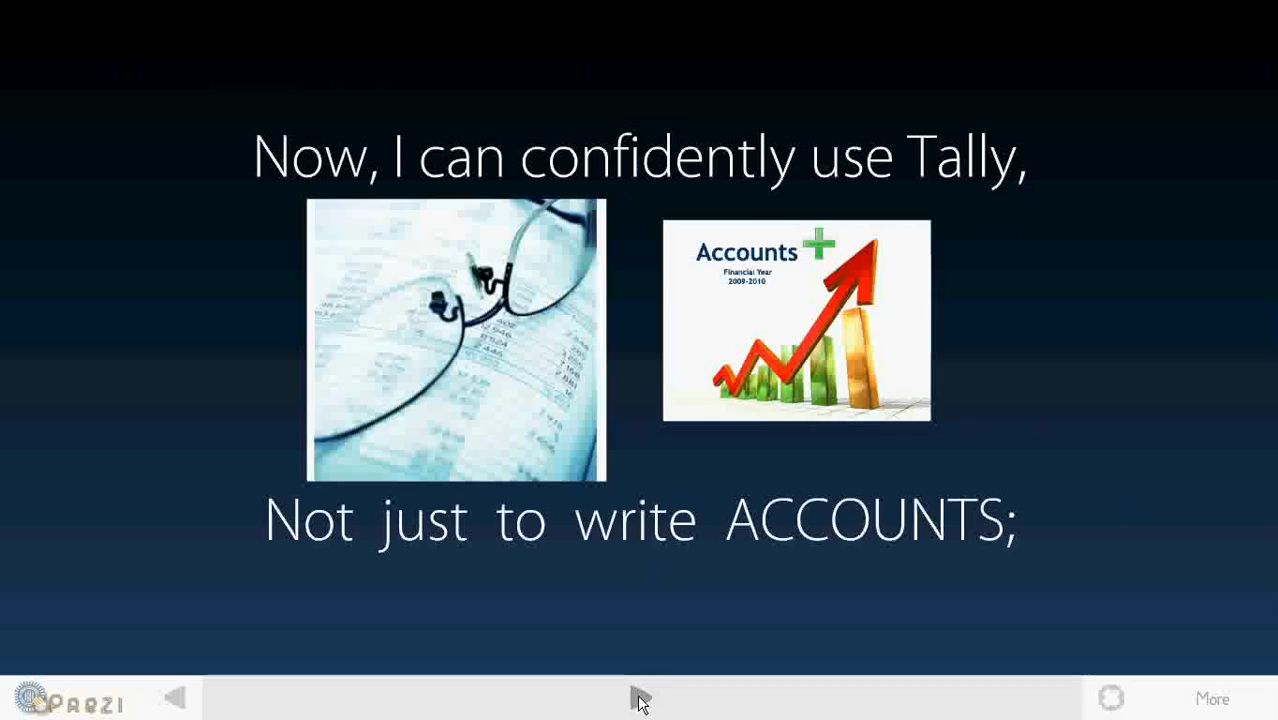 Now, I can confidently use Tally,
Accounts
Financial Year
2009-2010
Not just to write ACCOUNTS;
PREZI
More